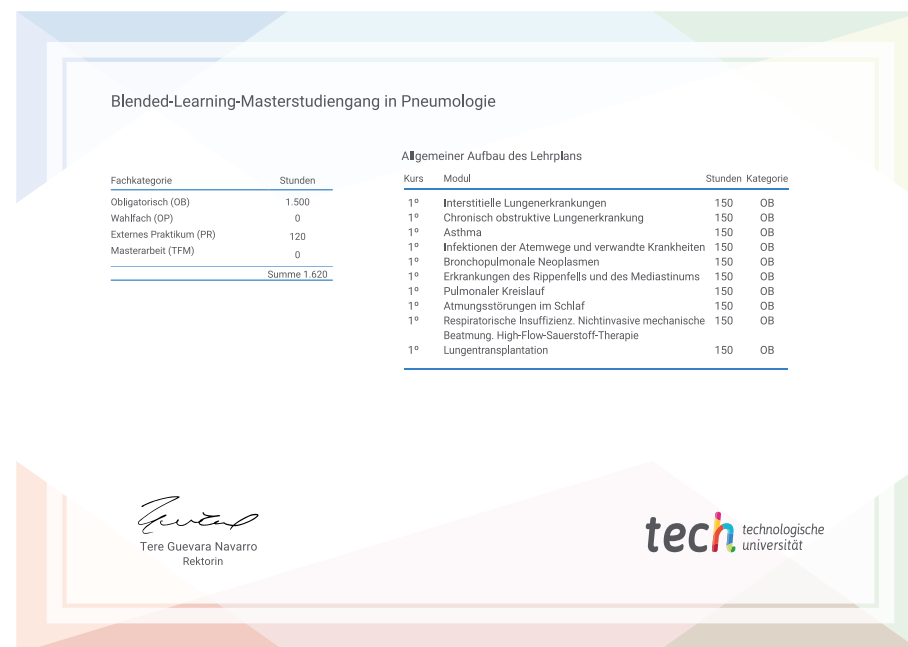 Blended-Learning-Masterstudiengang in Pneumologie
Fachkategorie Stunden
Obligatorisch (OB) 1.500
Wahlfach (OP) 0
Externes Praktikum (PR) 120
Masterarbeit (TFM) 0
Summe 1.620
Allgemeiner Aufbau des Lehrplans
Kurs Modul Stunden Kategorie
1º Interstitielle Lungenerkrankungen 150 OB
1º Chronisch obstruktive Lungenerkrankung 150 OB
1º Asthma 150 OB
1º Infektionen der Atemwege und verwandte Krankheiten 150 OB
1º Bronchopulmonale Neoplasmen 150 OB
1º Erkrankungen des Rippenfells und des Mediastinums 150 OB
1º Pulmonaler Kreislauf 150 OB
1º Atmungsstörungen im Schlaf 150 OB
1º Respiratorische Insuffizienz. Nichtinvasive mechanische 150 OB
Beatmung. High-Flow-Sauerstoff-Therapie
1º Lungentransplantation 150 OB
Tere Guevara Navarro
Rektorin
tech technologische
universität